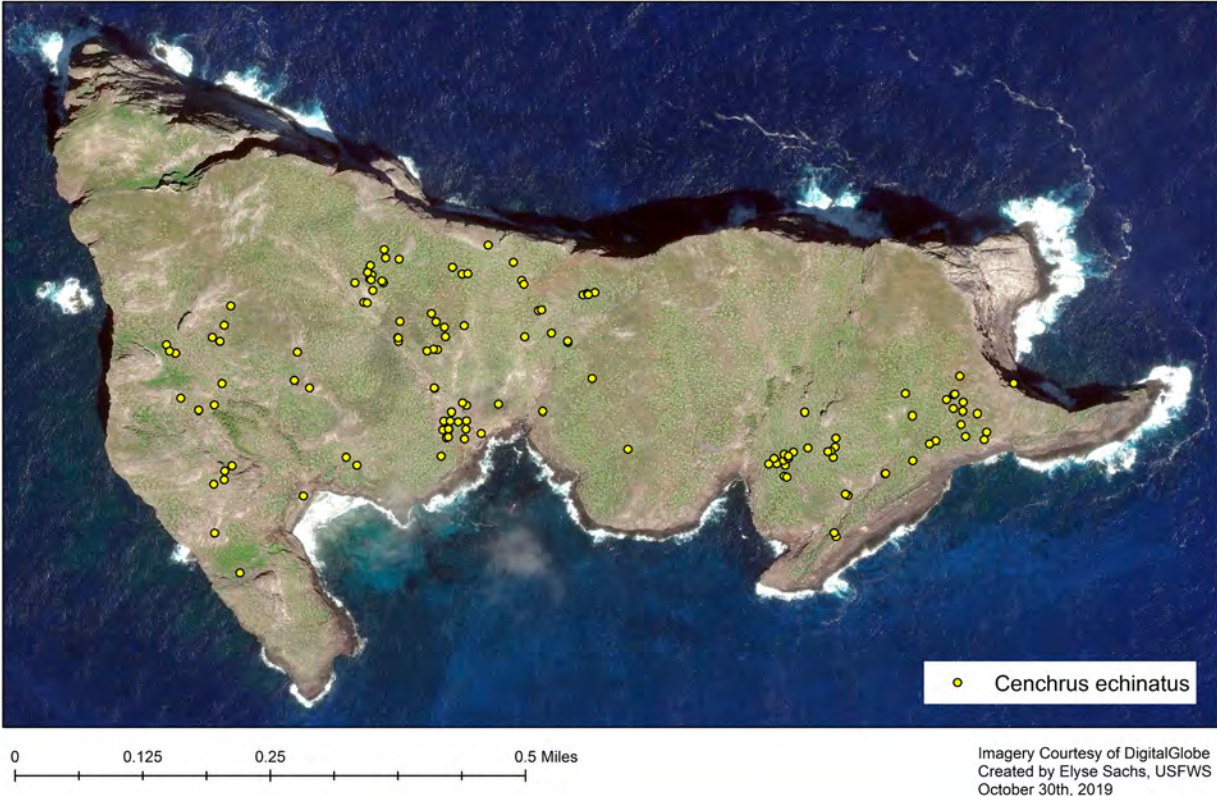 Cenchrus echinatus
0 0.125 0.25 0.5 Miles
Imagery Courtesy of DigitalGlobe
Created by Elyse Sachs, USFWS
October 30th, 2019